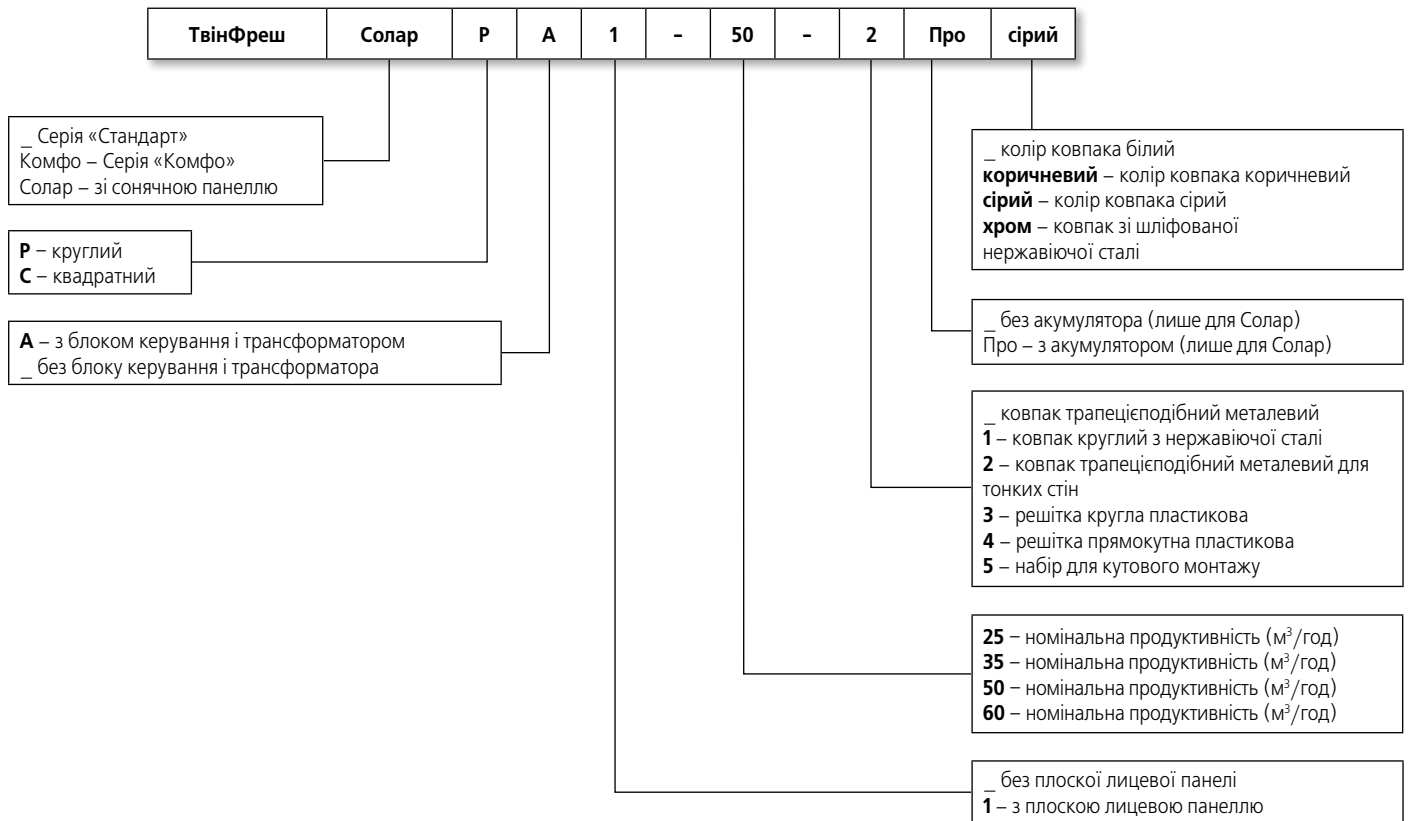 ТвінФреш Солар Р А 1 – 50 – 2 Про сірий
_ Серія «Стандарт»
Комфо – Серія «Комфо»
Солар – зі сонячною панеллю
Р – круглий
С – квадратний
А – з блоком керування і трансформатором
_ без блоку керування і трансформатора
_ колір ковпака білий
коричневий – колір ковпака коричневий
сірий – колір ковпака сірий
хром – ковпак зі шліфованої
нержавіючої сталі
_ без акумулятора (лише для Солар)
Про – з акумулятором (лише для Солар)
_ ковпак трапецієподібний металевий
1 – ковпак круглий з нержавіючої сталі
2 – ковпак трапецієподібний металевий для
тонких стін
3 – решітка кругла пластикова
4 – решітка прямокутна пластикова
5 – набір для кутового монтажу
25 – номінальна продуктивність (м³/год)
35 – номінальна продуктивність (м³/год)
50 – номінальна продуктивність (м³/год)
60 – номінальна продуктивність (м³/год)
_ без плоскої лицевої панелі
1 – з плоскою лицевою панеллю